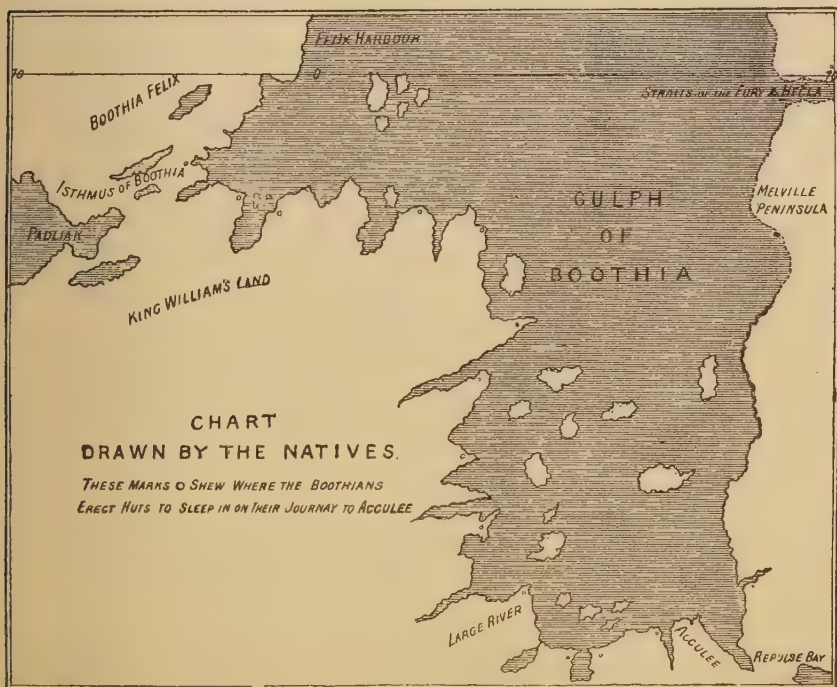 FELIX HARBOUR
70
0
70
STRAITS OF THE FURY & HECLA
BOOTHIA FELIX
ISTHMUS OF BOOTHIA
MELVILLE
PENINSULA
GULPH
OF
BOOTHIA
PADLIAK
KING WILLIAM'S LAND
CHART
DRAWN BY THE NATIVES.
THESE MARKS O SHEW WHERE THE BOOTHIANS
ERECT HUTS TO SLEEP IN ON THEIR JOURNAY TO ACCULEE
LARGE RIVER
ACCULEE
REPULSE BAY